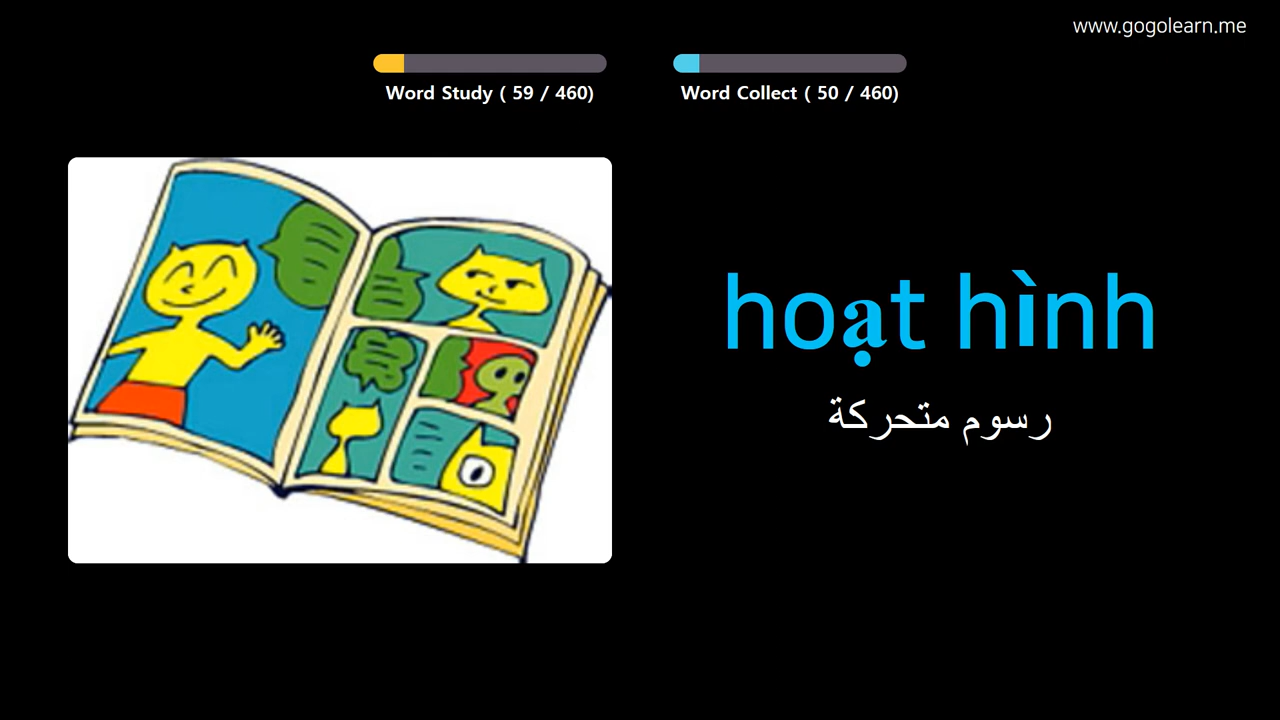 www.gogolearn.me
Word Study ( 59 / 460)
Word Collect ( 50 / 460)
hoạt hình
رسوم متحركة